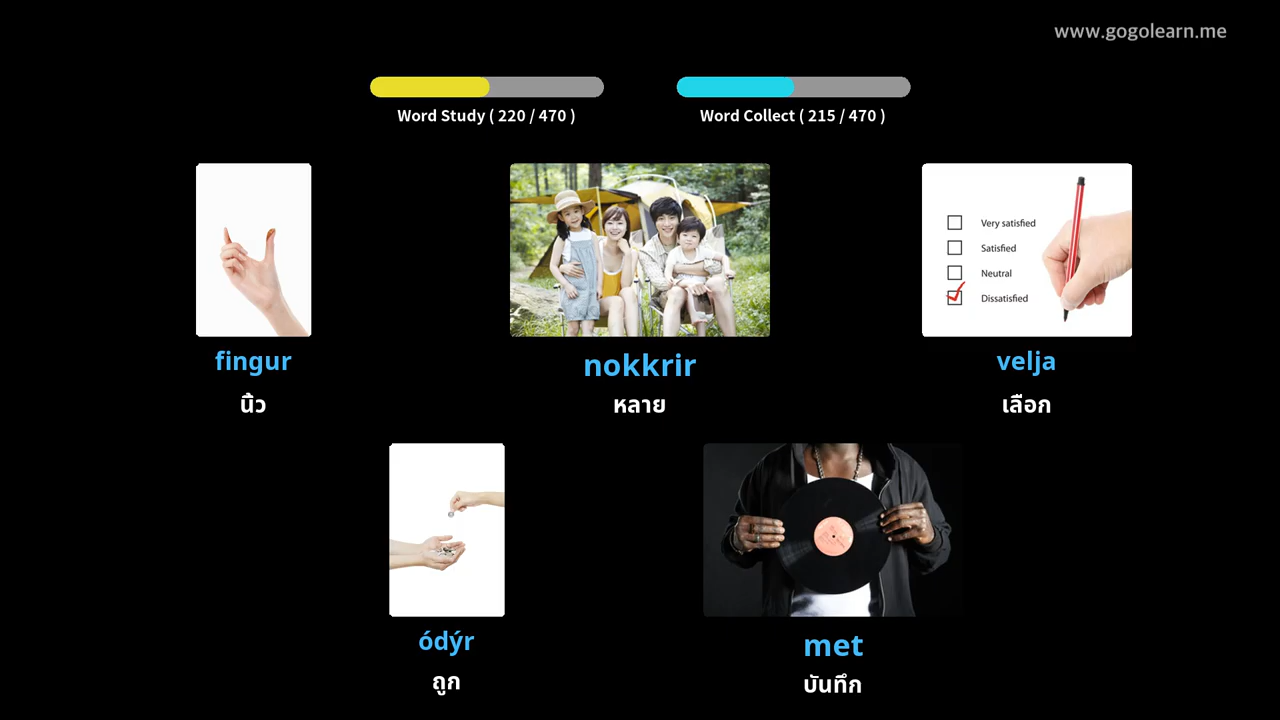 www.gogolearn.me
Word Study ( 220 / 470 )
Word Collect ( 215 / 470 )
Very satisfied
Satisfied
Neutral
Dissatisfied
fingur
nokkrir
velja
นิ้ว
หลาย
เลือก
ódýr
met
ถูก
บันทึก